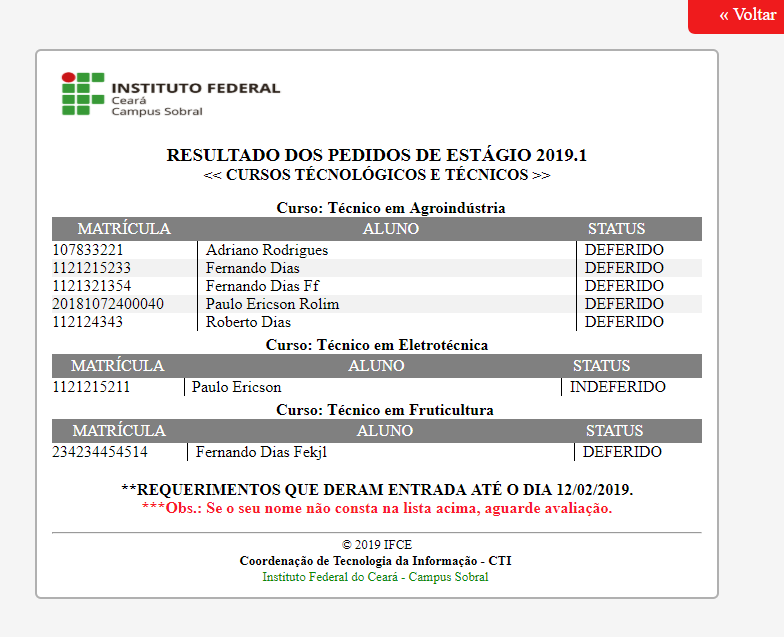 « Voltar
INSTITUTO FEDERAL
Ceará
Campus Sobral
RESULTADO DOS PEDIDOS DE ESTÁGIO 2019.1
<< CURSOS TÉCNOLÓGICOS E TÉCNICOS >>
Curso: Técnico em Agroindústria
MATRÍCULA ALUNO STATUS
107833221 Adriano Rodrigues DEFERIDO
1121215233 Fernando Dias DEFERIDO
1121321354 Fernando Dias Ff DEFERIDO
20181072400040 Paulo Ericson Rolim DEFERIDO
112124343 Roberto Dias DEFERIDO
Curso: Técnico em Eletrotécnica
MATRÍCULA ALUNO STATUS
1121215211 Paulo Ericson INDEFERIDO
Curso: Técnico em Fruticultura
MATRÍCULA ALUNO STATUS
234234454514 Fernando Dias Fekjl DEFERIDO
**REQUERIMENTOS QUE DERAM ENTRADA ATÉ O DIA 12/02/2019.
***Obs.: Se o seu nome não consta na lista acima, aguarde avaliação.
© 2019 IFCE
Coordenação de Tecnologia da Informação - CTI
Instituto Federal do Ceará - Campus Sobral